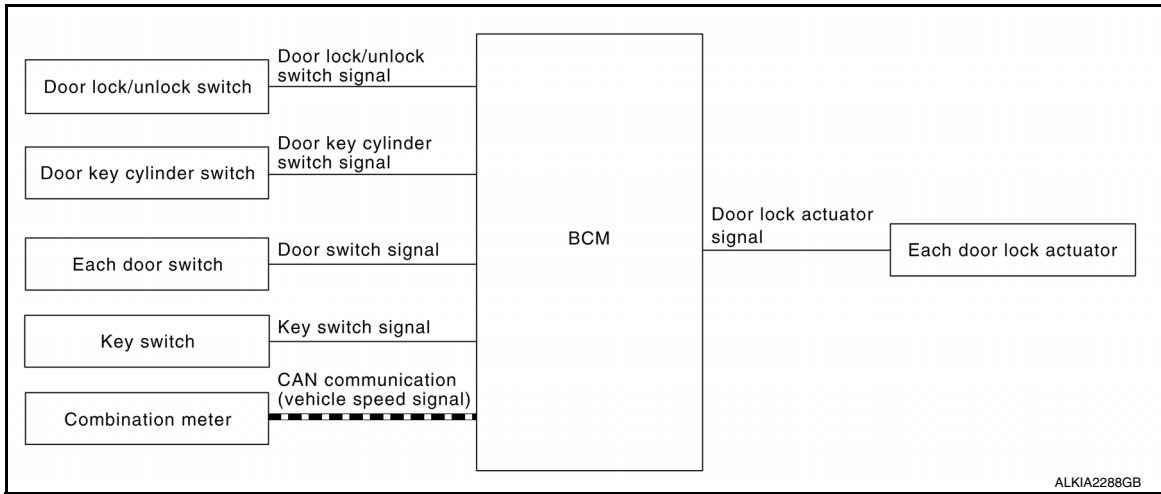 Door lock/unlock switch
Door lock/unlock
switch signal
Door key cylinder switch
Door key cylinder
switch signal
Each door switch
Door switch signal
Key switch
Key switch signal
Combination meter
CAN communication
(vehicle speed signal)
BCM
Door lock actuator
signal
Each door lock actuator
ALKIA2288GB